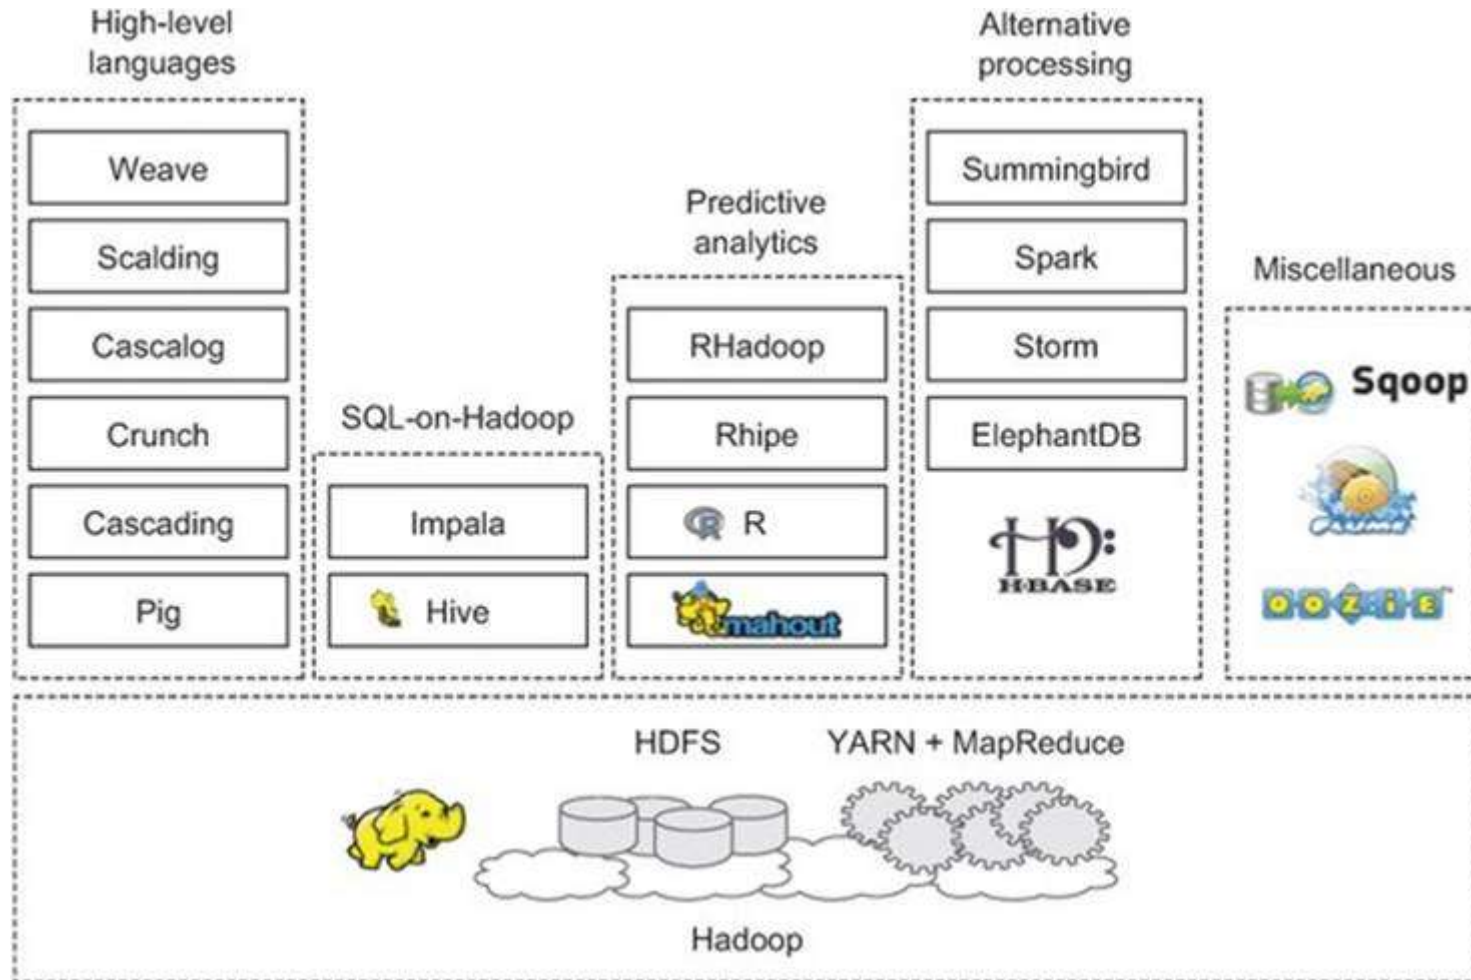 High-level
languages
Weave
Scalding
Cascalog
Crunch
Cascading
Pig
SQL-on-Hadoop
Impala
Hive
Predictive
analytics
RHadoop
Rhipe
R R
mahout
Alternative
processing
Summingbird
Spark
Storm
ElephantDB
H
HBASE
Miscellaneous
Sqoop
OOZIE
HDFS
YARN + MapReduce
Hadoop